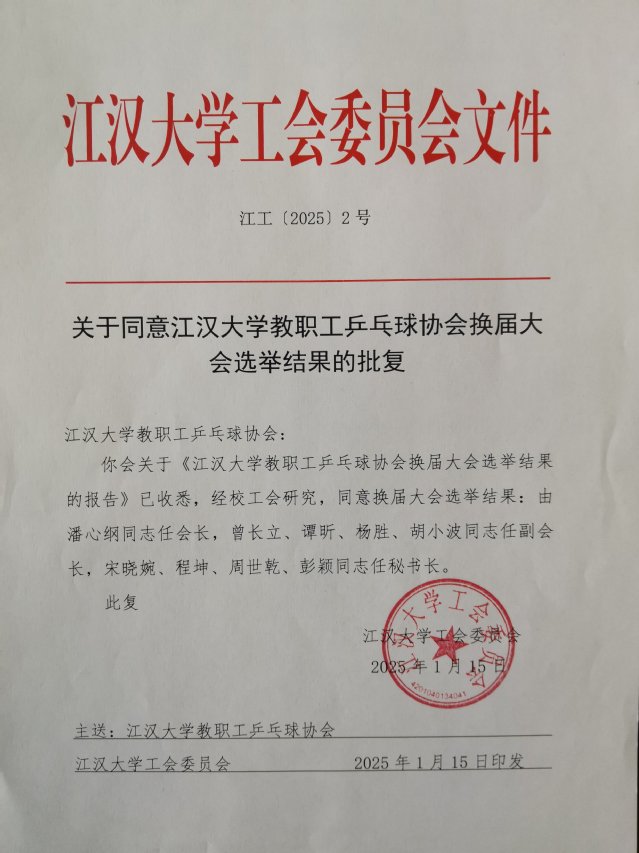 江汉大学工会委员会文件
江工〔2025〕2号
关于同意江汉大学教职工乒乓球协会换届大
会选举结果的批复
江汉大学教职工乒乓球协会：
你会关于《江汉大学教职工乒乓球协会换届大会选举结果
的报告》已收悉，经校工会研究，同意换届大会选举结果：由
潘心纲同志任会长，曾长立、谭昕、杨胜、胡小波同志任副会
长，宋晓婉、程坤、周世乾、彭颖同志任秘书长。
此复
江汉大学工会委员会
2025年1月15日
江汉大学工会委员会
4201040134041
主送：江汉大学教职工乒乓球协会
江汉大学工会委员会 2025年1月15日印发